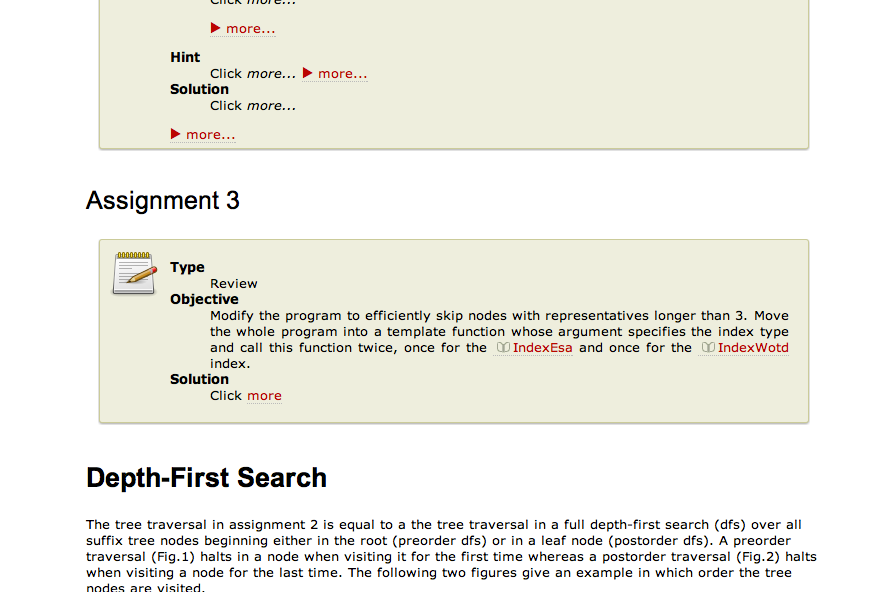 Click more...
▶ more...
Hint
Click more... ▶ more...
Solution
Click more...
▶ more...
Assignment 3
Type
Review
Objective
Modify the program to efficiently skip nodes with representatives longer than 3. Move
the whole program into a template function whose argument specifies the index type
and call this function twice, once for the IndexEsa and once for the IndexWotd
index.
Solution
Click more
Depth-First Search
The tree traversal in assignment 2 is equal to a the tree traversal in a full depth-first search (dfs) over all
suffix tree nodes beginning either in the root (preorder dfs) or in a leaf node (postorder dfs). A preorder
traversal (Fig.1) halts in a node when visiting it for the first time whereas a postorder traversal (Fig.2) halts
when visiting a node for the last time. The following two figures give an example in which order the tree
nodes are visited.